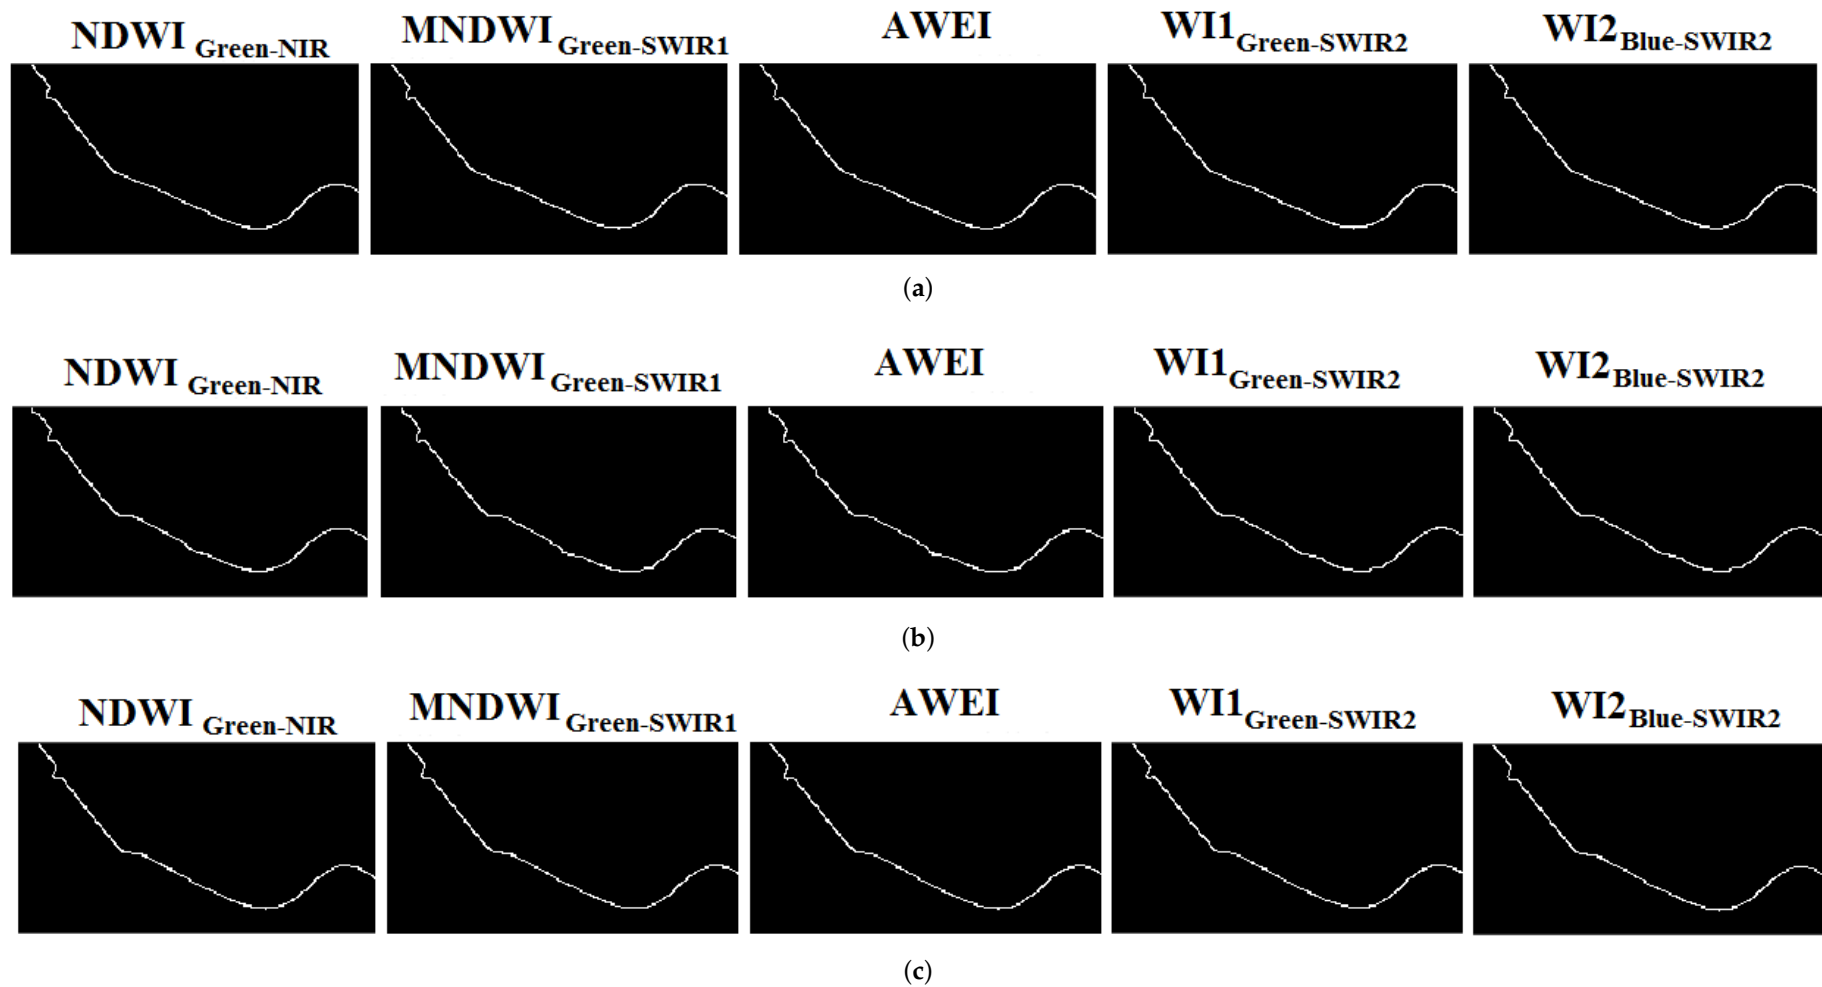 NDWI Green-NIR MNDWI Green-SWIR1 AWEI WI1 Green-SWIR2 WI2 Blue-SWIR2
(a)
NDWI Green-NIR MNDWI Green-SWIR1 AWEI WI1 Green-SWIR2 WI2 Blue-SWIR2
(b)
NDWI Green-NIR MNDWI Green-SWIR1 AWEI WI1 Green-SWIR2 WI2 Blue-SWIR2
(c)